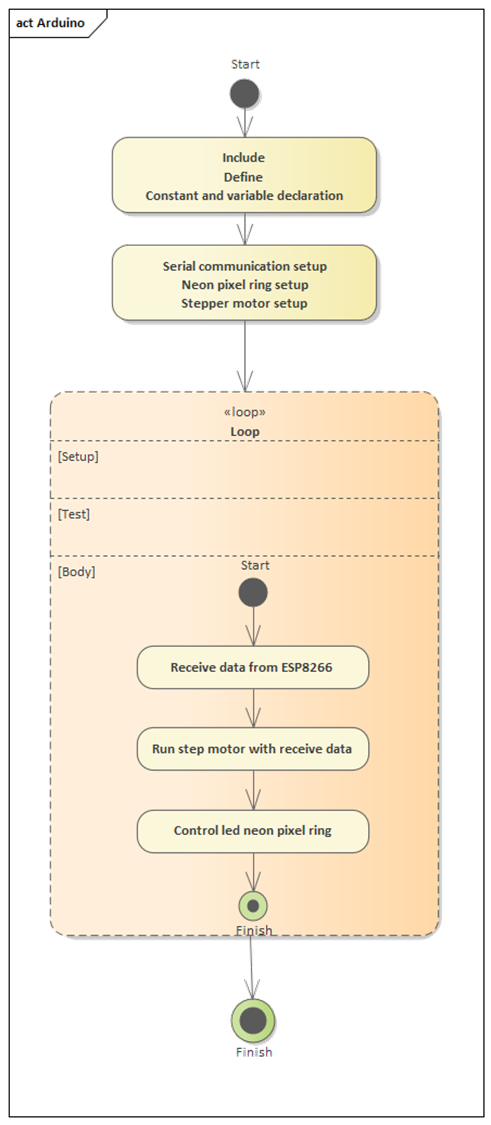 act Arduino
Start
Include
Define
Constant and variable declaration
Serial communication setup
Neon pixel ring setup
Stepper motor setup
«loop»
Loop
[Setup]
[Test]
[Body]
Start
Receive data from ESP8266
Run step motor with receive data
Control led neon pixel ring
Finish
Finish